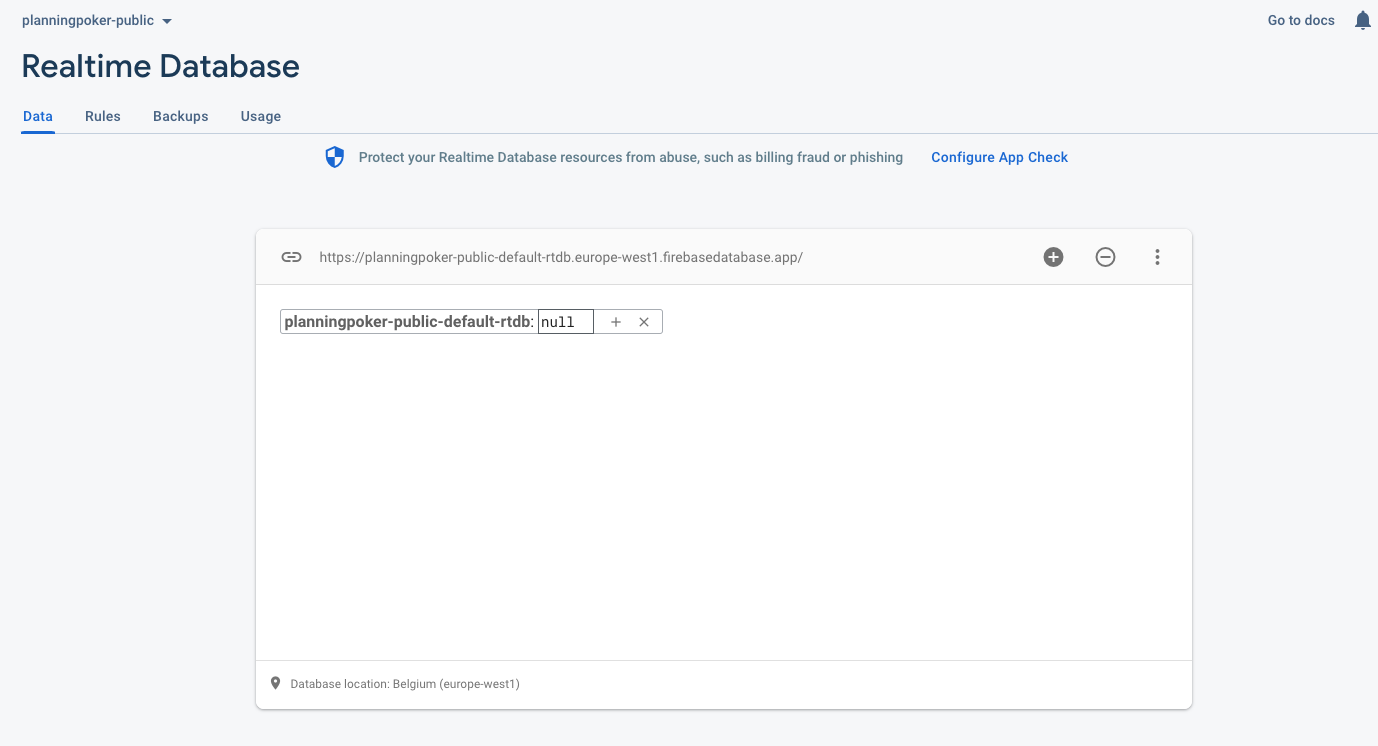 planningpoker-public
Go to docs
Realtime Database
Data Rules Backups Usage
Protect your Realtime Database resources from abuse, such as billing fraud or phishing Configure App Check
https://planningpoker-public-default-rtdb.europe-west1.firebasedatabase.app/
planningpoker-public-default-rtdb: null
Database location: Belgium (europe-west1)